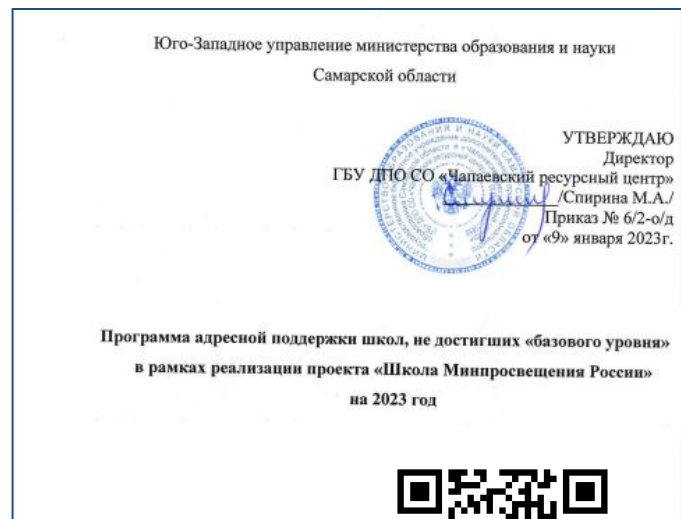 Юго-Западное управление министерства образования и науки
Самарской области
УТВЕРЖДАЮ
Директор
ГБУ ДПО СО «Чапаевский ресурсный центр»
/Спирина М.А./
Приказ № 6/2-о/д
от «9» января 2023г.
Программа адресной поддержки школ, не достигших «базового уровня»
в рамках реализации проекта «Школа Минпросвещения России»
на 2023 год